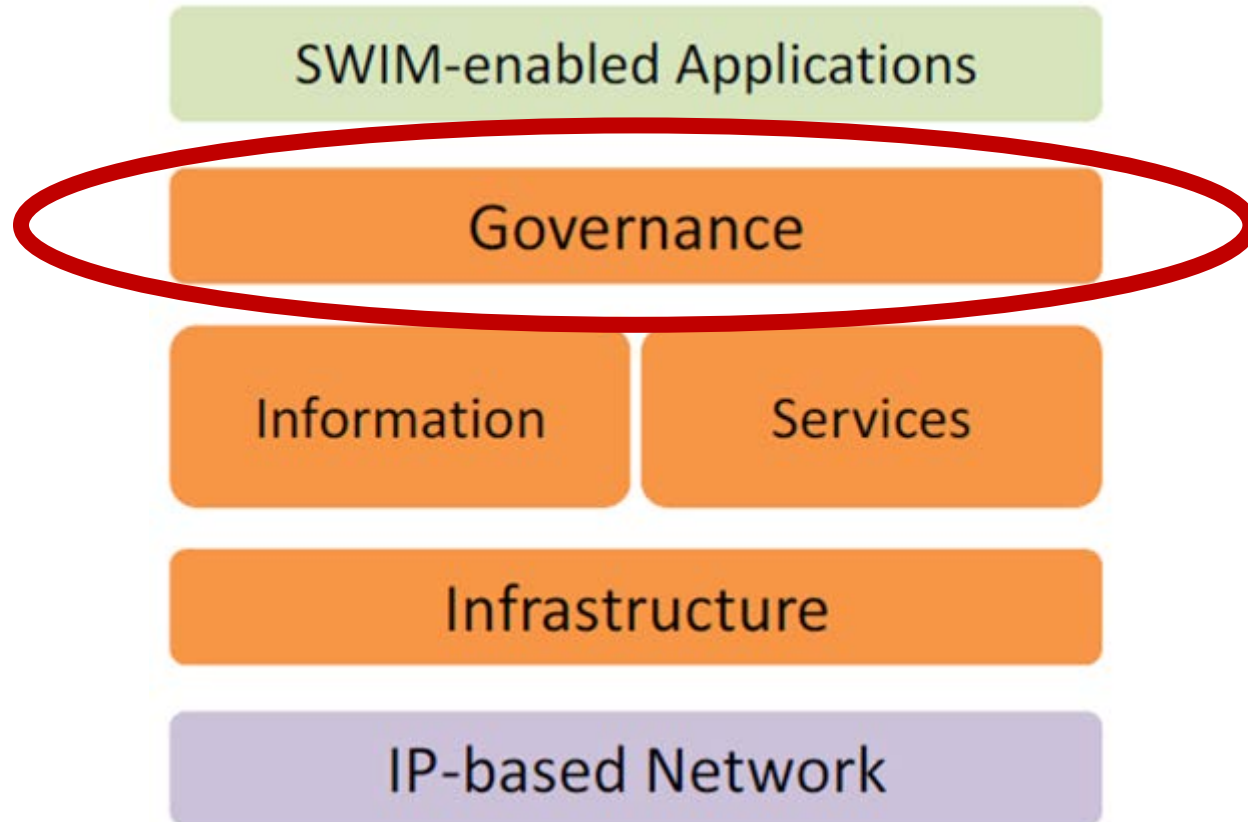 SWIM-enabled Applications
Governance
Information
Services
Infrastructure
IP-based Network